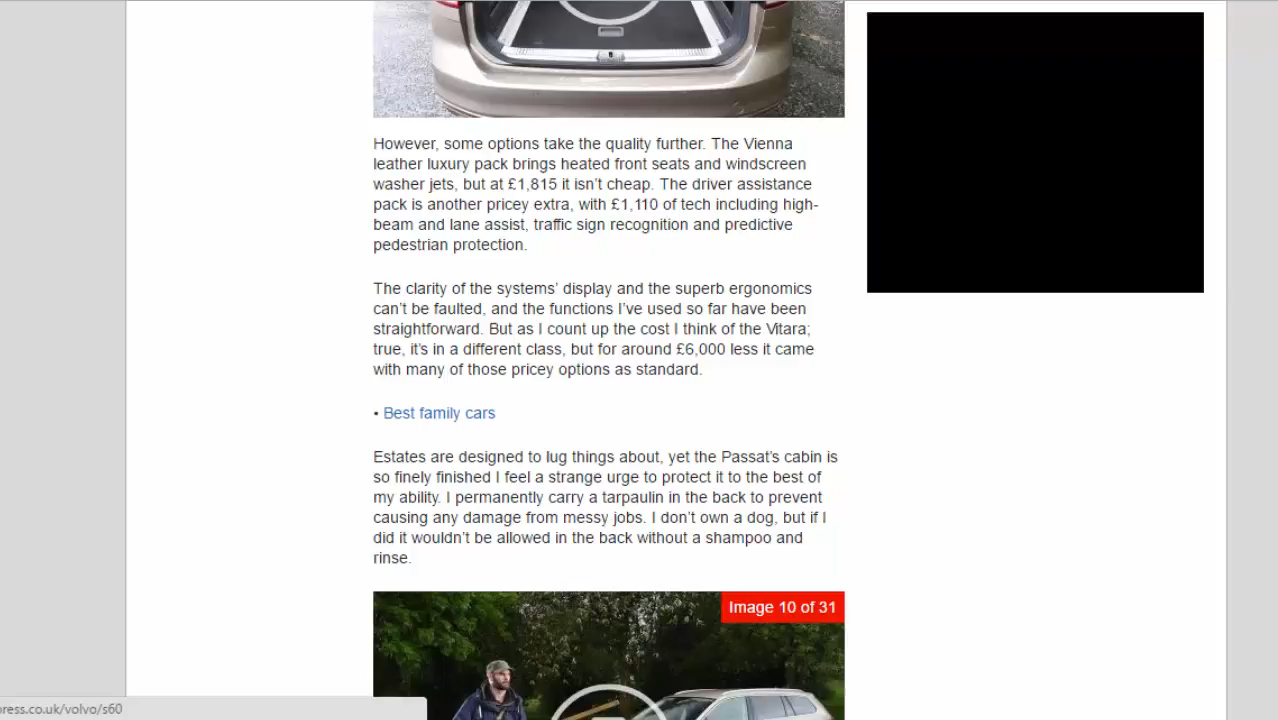 However, some options take the quality further. The Vienna
leather luxury pack brings heated front seats and windscreen
washer jets, but at £1,815 it isn’t cheap. The driver assistance
pack is another pricey extra, with £1,110 of tech including high-
beam and lane assist, traffic sign recognition and predictive
pedestrian protection.
The clarity of the systems’ display and the superb ergonomics
can’t be faulted, and the functions I’ve used so far have been
straightforward. But as I count up the cost I think of the Vitara;
true, it’s in a different class, but for around £6,000 less it came
with many of those pricey options as standard.
• Best family cars
Estates are designed to lug things about, yet the Passat’s cabin is
so finely finished I feel a strange urge to protect it to the best of
my ability. I permanently carry a tarpaulin in the back to prevent
causing any damage from messy jobs. I don’t own a dog, but if I
did it wouldn’t be allowed in the back without a shampoo and
rinse.
Image 10 of 31
press.co.uk/volvo/s60